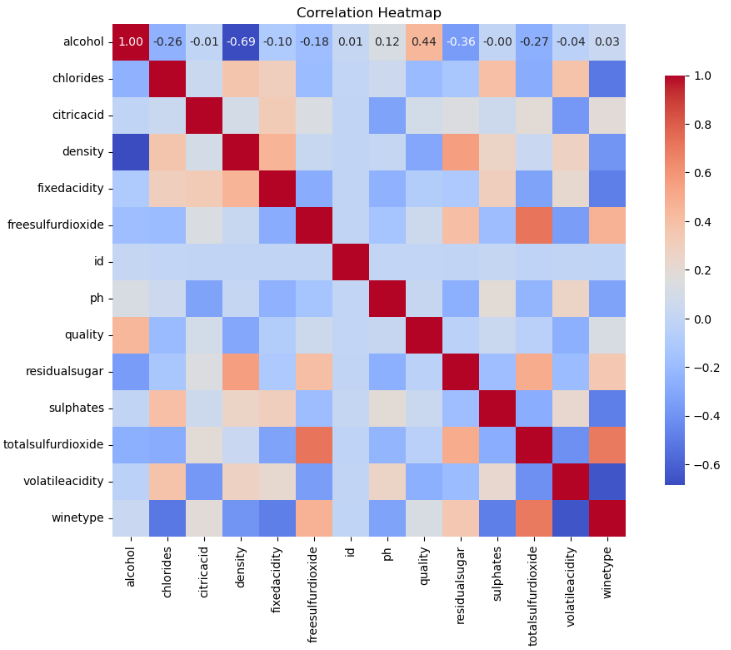 Correlation Heatmap
alcohol 1.00 -0.26 -0.01 -0.69 -0.10 -0.18 0.01 0.12 0.44 -0.36 -0.00 -0.27 -0.04 0.03
chlorides
citricacid
density
fixedacidity
freesulfurdioxide
id
ph
quality
residualsugar
sulphates
totalsulfurdioxide
volatileacidity
winetype
alcohol
chlorides
citricacid
density
fixedacidity
freesulfurdioxide
id
ph
quality
residualsugar
sulphates
totalsulfurdioxide
volatileacidity
winetype
1.0
0.8
0.6
0.4
0.2
0.0
−0.2
−0.4
−0.6